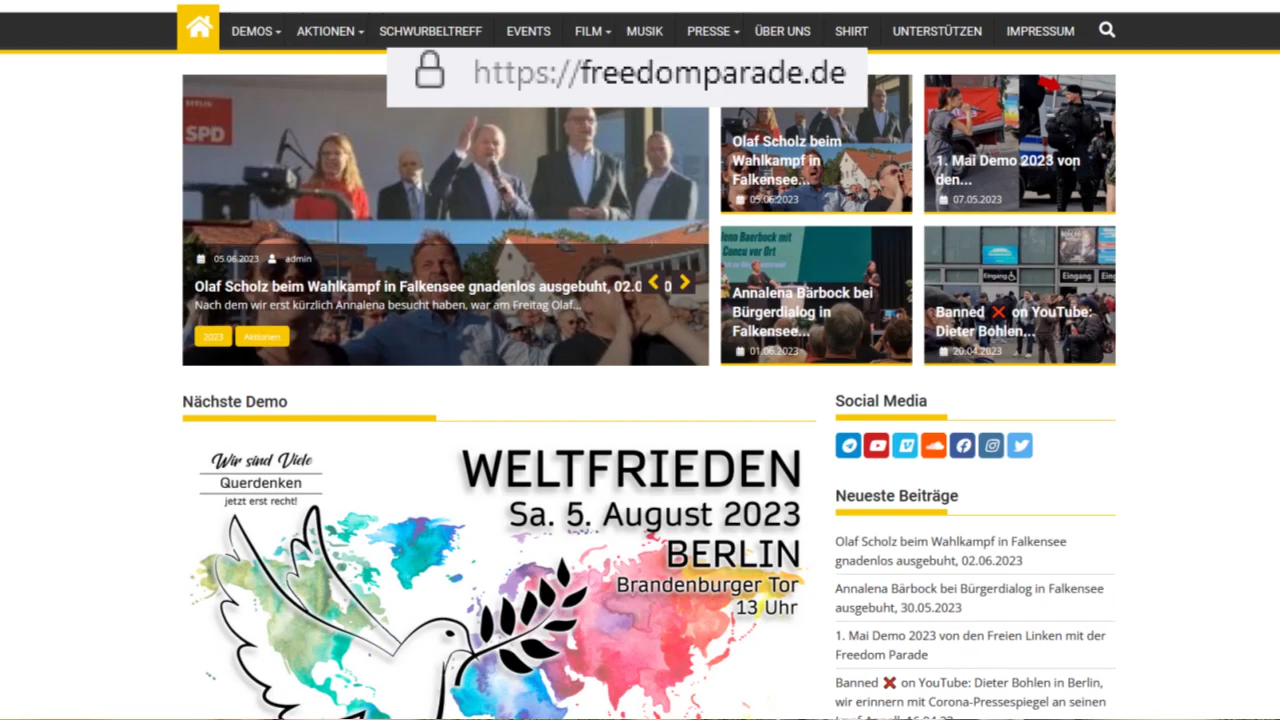 DEMOS AKTIONEN SCHWURBELTREFF EVENTS FILM MUSIK PRESSE ÜBER UNS SHIRT UNTERSTÜTZEN IMPRESSUM
https://freedomparade.de
BERLIN
SPD
05.06.2023 admin
Olaf Scholz beim Wahlkampf in Falkensee gnadenlos ausgebuht, 02.0
Nach dem wir erst kürzlich Annalena besucht haben, war am Freitag Olaf...
2023 Aktionen
Olaf Scholz beim
Wahlkampf in
Falkensee...
05.06.2023
1. Mai Demo 2023 von
den...
07.05.2023
Baerbock mit
vor Ort
Annalena Bärbock bei
Bürgerdialog in
Falkensee...
01.06.2023
Eingang
Eingang
Banned ❌ on YouTube:
Dieter Bohlen...
20.04.2023
Nächste Demo
Wir sind Viele
Querdenken
jetzt erst recht!
WELTFRIEDEN
Sa. 5. August 2023
BERLIN
Brandenburger Tor
13 Uhr
Social Media
Neueste Beiträge
Olaf Scholz beim Wahlkampf in Falkensee
gnadenlos ausgebuht, 02.06.2023
Annalena Bärbock bei Bürgerdialog in Falkensee
ausgebuht, 30.05.2023
1. Mai Demo 2023 von den Freien Linken mit der
Freedom Parade
Banned ❌ on YouTube: Dieter Bohlen in Berlin,
wir erinnern mit Corona-Pressespiegel an seinen